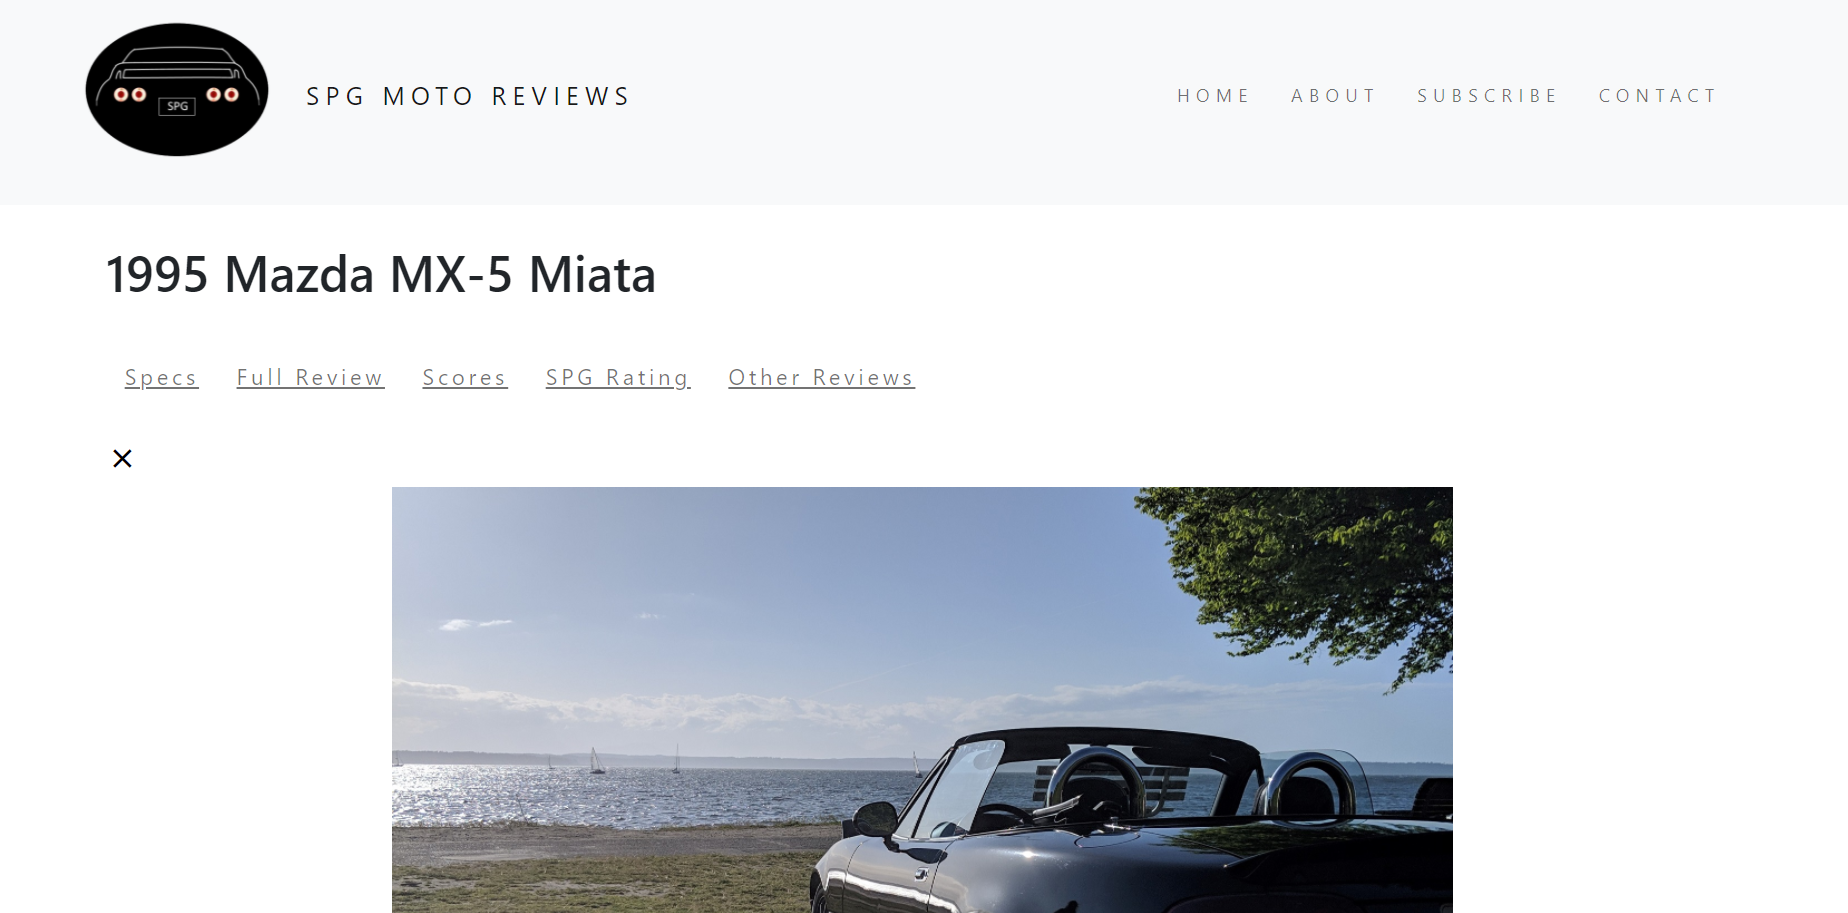 SPG
SPG MOTO REVIEWS
HOME ABOUT SUBSCRIBE CONTACT
1995 Mazda MX-5 Miata
Specs Full Review Scores SPG Rating Other Reviews